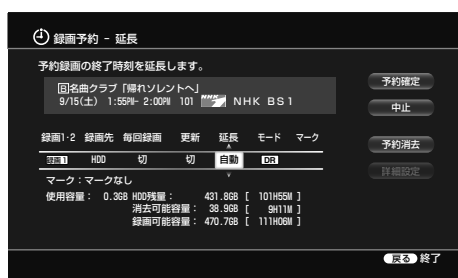 録画予約 - 延長
予約録画の終了時刻を延長します。
回名曲クラブ「帰れソレントへ」
9/15(土) 1:55PM- 2:00PM 101 NHK NHK BS1
予約確定
中止
録画1·2 録画先 毎回録画 更新 延長 モード マーク
録画1 HDD 切 切 自動 DR
予約消去
詳細設定
マーク：マークなし
使用容量： 0.3GB HDD残量： 431.8GB [ 101H55M ]
消去可能容量： 38.9GB [ 9H11M ]
録画可能容量： 470.7GB [ 111H06M ]
戻る 終了